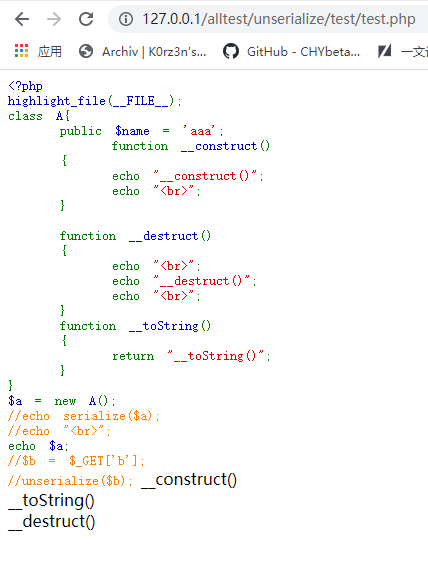 127.0.0.1/alltest/unserialize/test/test.php
应用 Archiv | K0rz3n's... GitHub - CHYbeta... 一文
<?php
highlight_file(__FILE__);
class A{
public $name = 'aaa';
function __construct()
{
echo "__construct()";
echo "<br>";
}
function __destruct()
{
echo "<br>";
echo "__destruct()";
echo "<br>";
}
function __toString()
{
return "__toString()";
}
}
$a = new A();
//echo serialize($a);
//echo "<br>";
echo $a;
//$b = $_GET['b'];
//unserialize($b); __construct()
__toString()
__destruct()